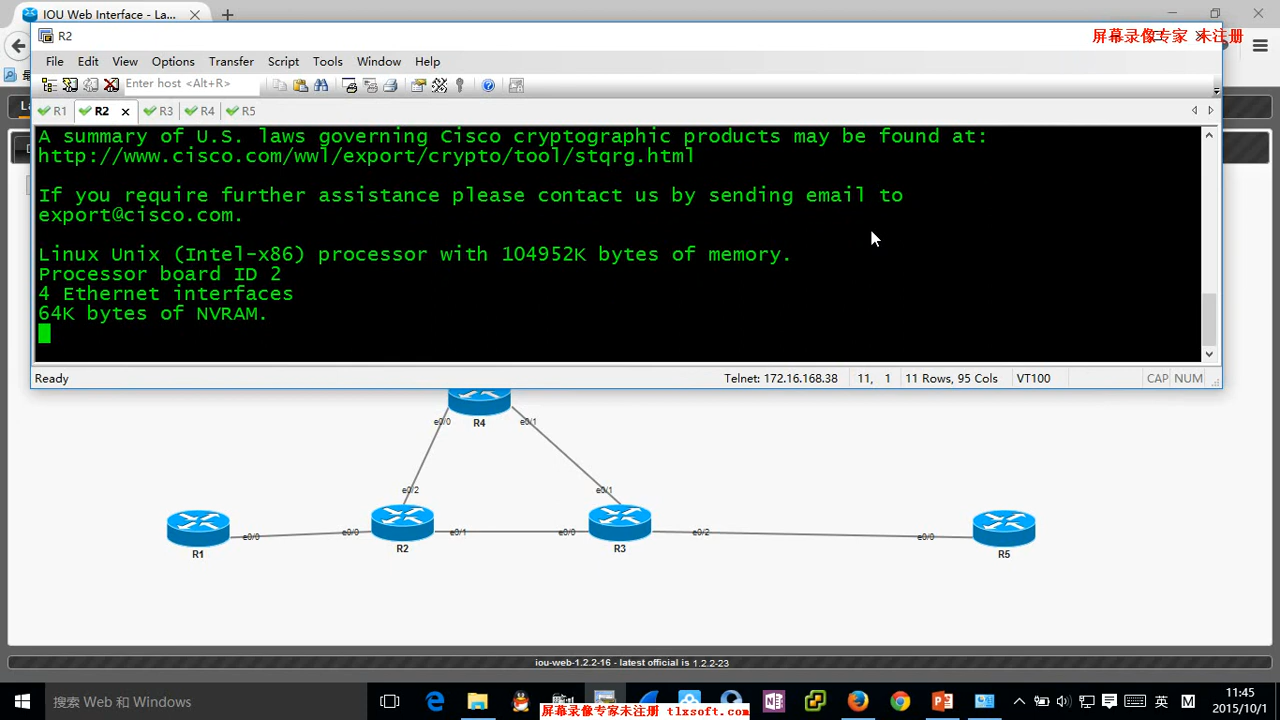 IOU Web Interface - La...
R2
屏幕录像专家 未注册
File Edit View Options Transfer Script Tools Window Help
Enter host <Alt+R>
R1 R2 R3 R4 R5
A summary of U.S. laws governing Cisco cryptographic products may be found at:
http://www.cisco.com/wwl/export/crypto/tool/stqrg.html
If you require further assistance please contact us by sending email to
export@cisco.com.
Linux Unix (Intel-x86) processor with 104952K bytes of memory.
Processor board ID 2
4 Ethernet interfaces
64K bytes of NVRAM.
Ready Telnet: 172.16.168.38 11, 1 11 Rows, 95 Cols VT100 CAP NUM
e0/0 e0/1
R4
e0/2 e0/1
e0/0 e0/0 e0/1 e0/0 e0/2 e0/0
R1 R2 R3 R5
iou-web-1.2.2-16 - latest official is 1.2.2-23
搜索 Web 和 Windows
英
M
11:45
2015/10/1
屏幕录像专家未注册 tlxsoft.com